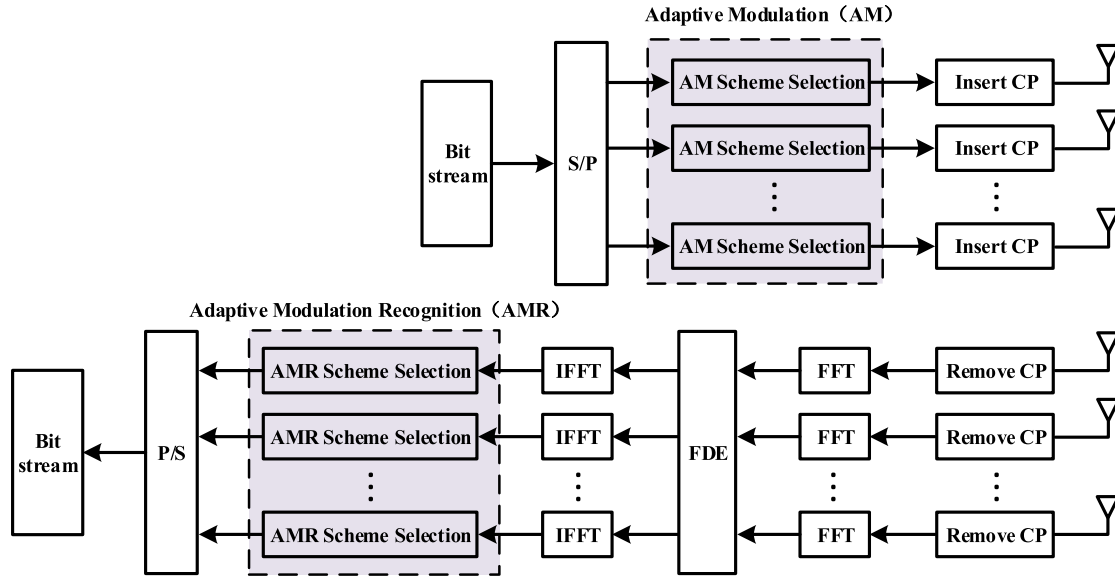 Adaptive Modulation（AM）
Bit
stream
S/P
AM Scheme Selection
Insert CP
AM Scheme Selection
Insert CP
AM Scheme Selection
Insert CP
Adaptive Modulation Recognition（AMR）
Bit
stream
P/S
AMR Scheme Selection
IFFT
FDE
FFT
Remove CP
AMR Scheme Selection
IFFT
FFT
Remove CP
AMR Scheme Selection
IFFT
FFT
Remove CP